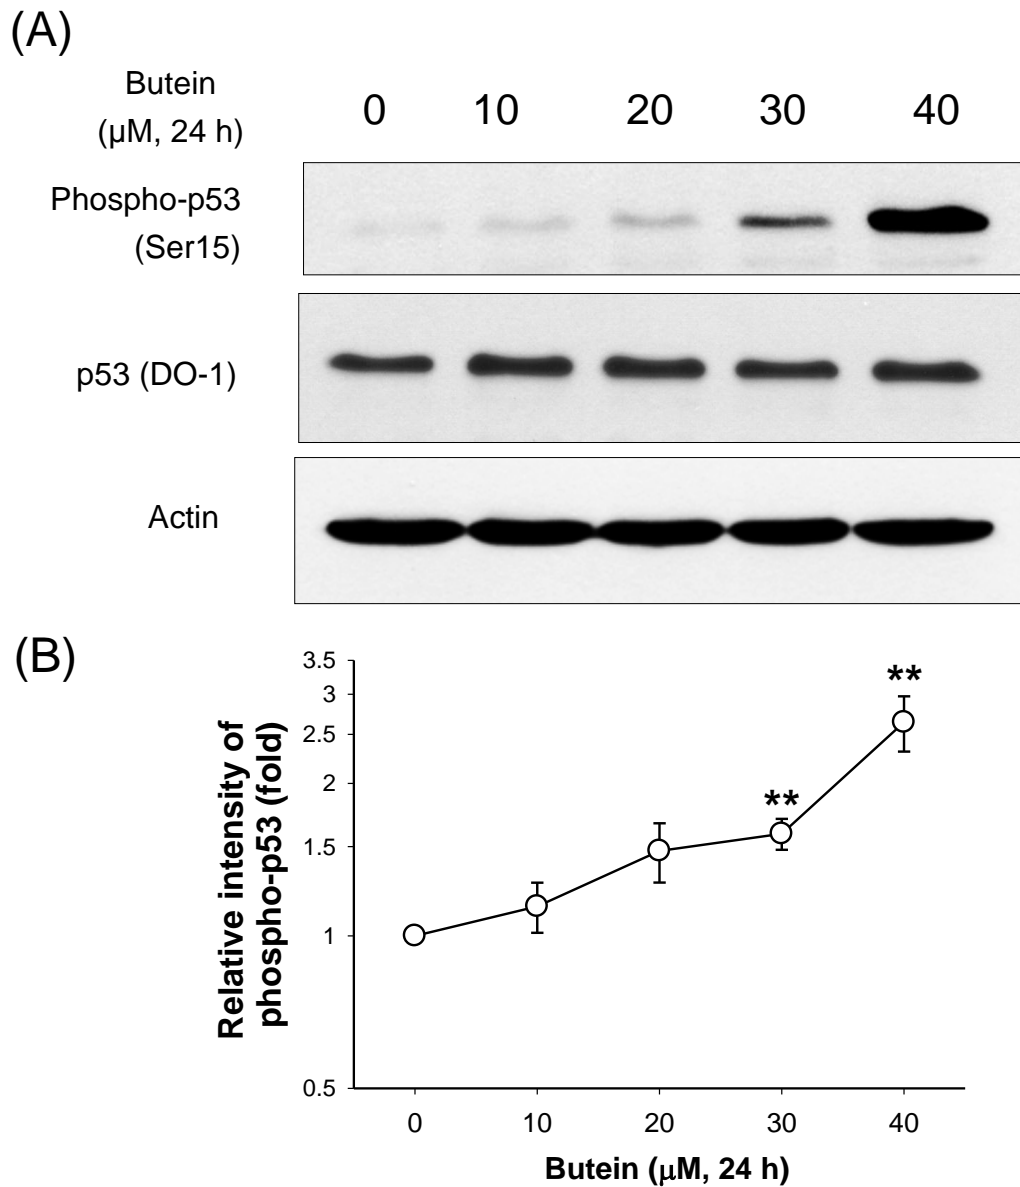 (A)
Butein
(µM, 24 h)
0 10 20 30 40
Phospho-p53
(Ser15)
p53 (DO-1)
Actin
(B)
Relative intensity of
phospho-p53 (fold)
3.5
3
2.5
2
1.5
1
0.5
**
**
0 10 20 30 40
Butein (µM, 24 h)